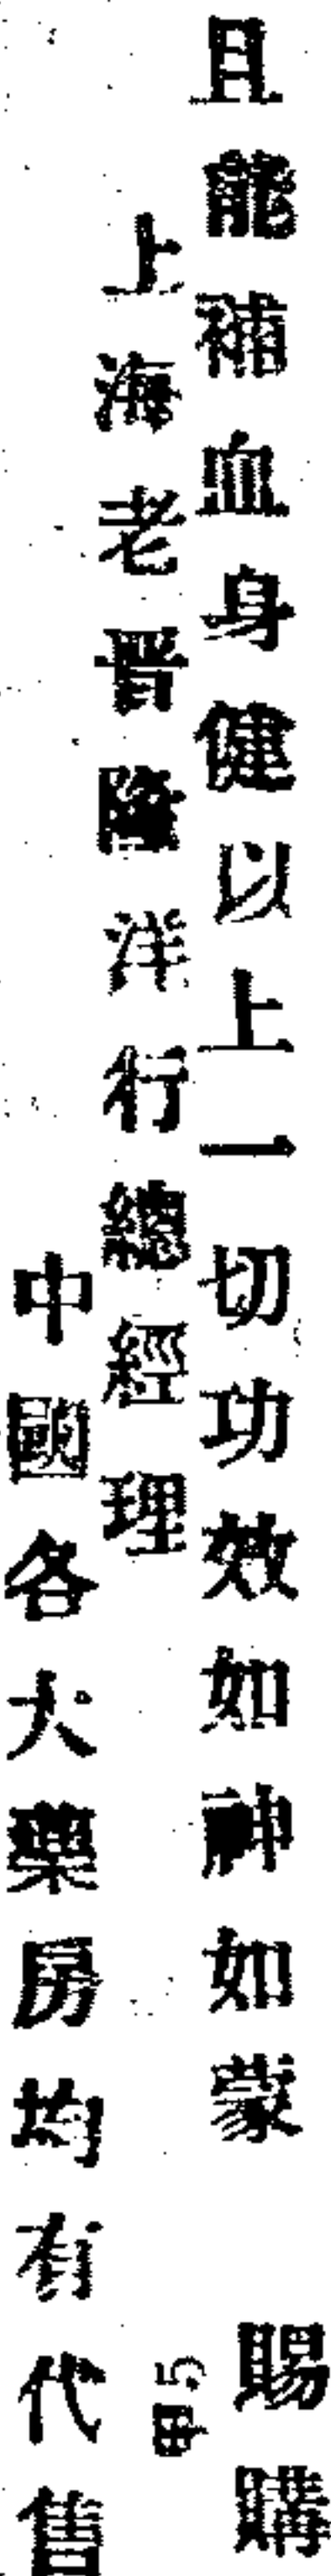 且能補血身健以上一切功效如神如蒙 賜購
上海老晋隆洋行總經理
中國各大藥房均有代售